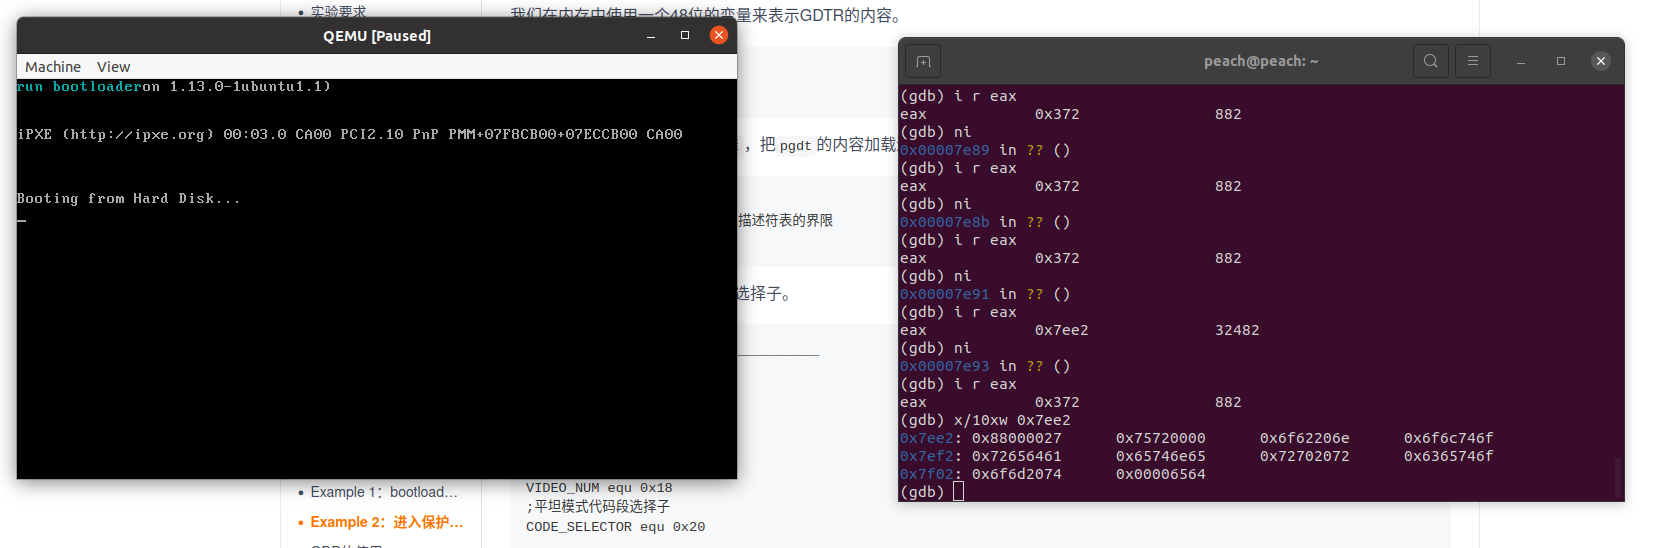 实验要求
我们在内存中使用一个48位的变量来表示GDTR的内容。
QEMU [Paused]
Machine View
run bootloaderon 1.13.0-1ubuntu1.1)
iPXE (http://ipxe.org) 00:03.0 CA00 PCI2.10 PnP PMM+07F8CB00+07ECCB00 CA00
Booting from Hard Disk...
，把 pgdt 的内容加载
描述符表的界限
选择子。
Example 1：bootload…
Example 2：进入保护…
VIDEO_NUM equ 0x18
;平坦模式代码段选择子
CODE_SELECTOR equ 0x20
peach@peach: ~
(gdb) i r eax
eax 0x372 882
(gdb) ni
0x00007e89 in ?? ()
(gdb) i r eax
eax 0x372 882
(gdb) ni
0x00007e8b in ?? ()
(gdb) i r eax
eax 0x372 882
(gdb) ni
0x00007e91 in ?? ()
(gdb) i r eax
eax 0x7ee2 32482
(gdb) ni
0x00007e93 in ?? ()
(gdb) i r eax
eax 0x372 882
(gdb) x/10xw 0x7ee2
0x7ee2: 0x88000027 0x75720000 0x6f62206e 0x6f6c746f
0x7ef2: 0x72656461 0x65746e65 0x72702072 0x6365746f
0x7f02: 0x6f6d2074 0x00006564
(gdb)